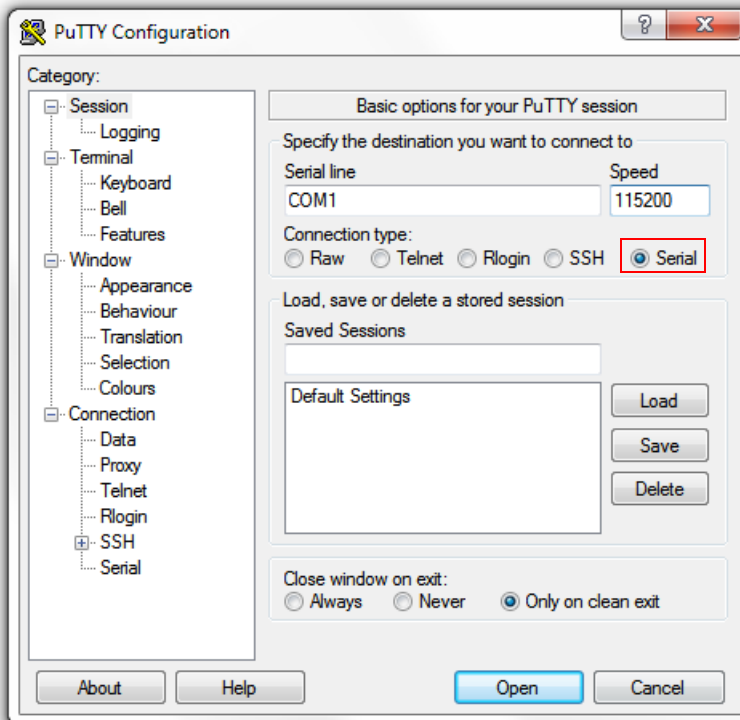 PuTTY Configuration
?
Category:
Session
Logging
Terminal
Keyboard
Bell
Features
Window
Appearance
Behaviour
Translation
Selection
Colours
Connection
Data
Proxy
Telnet
Rlogin
SSH
Serial
Basic options for your PuTTY session
Specify the destination you want to connect to
Serial line Speed
COM1 115200
Connection type:
Raw Telnet Rlogin SSH Serial
Load, save or delete a stored session
Saved Sessions
Default Settings
Load
Save
Delete
Close window on exit:
Always Never Only on clean exit
About Help Open Cancel